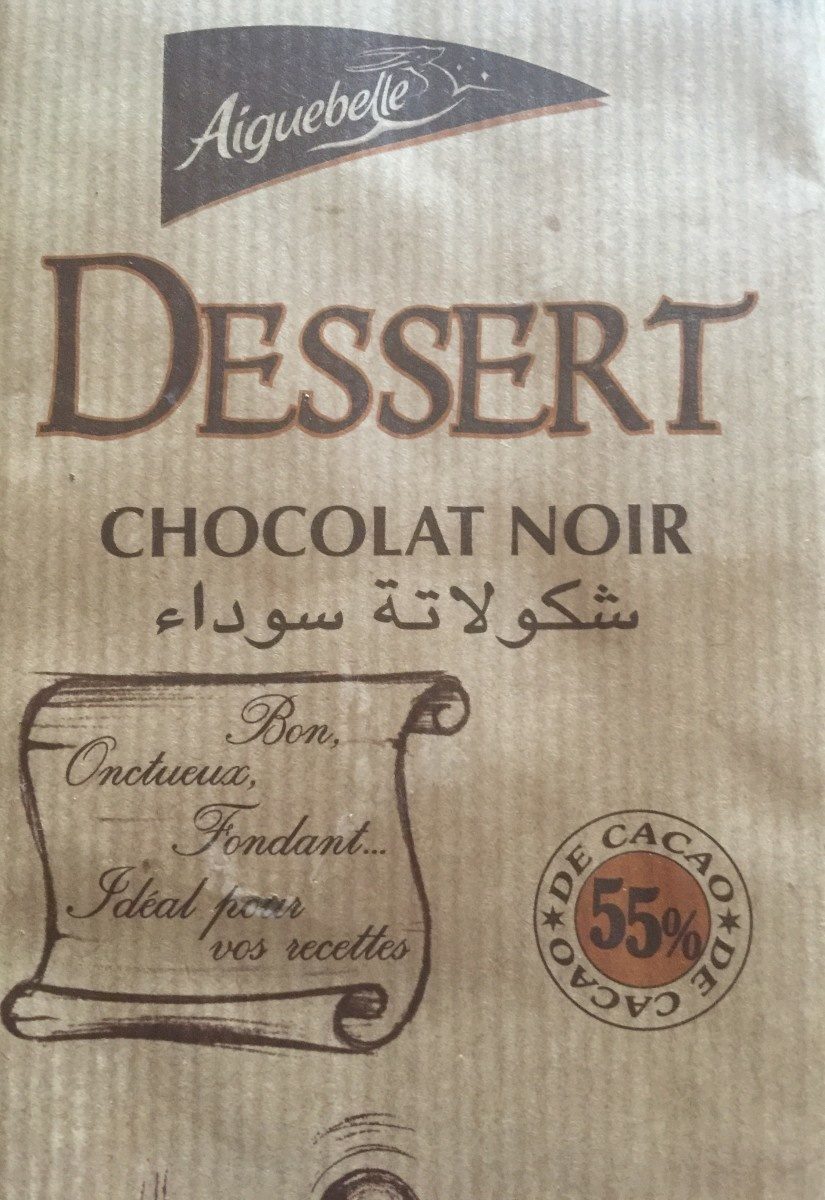 Aiguebelle
DESSERT
CHOCOLAT NOIR
شكولاتة سوداء
Bon,
Onctueux,
Fondant...
Idéal pour
vos recettes
DE CACAO ★ DE CACAO ★
55%